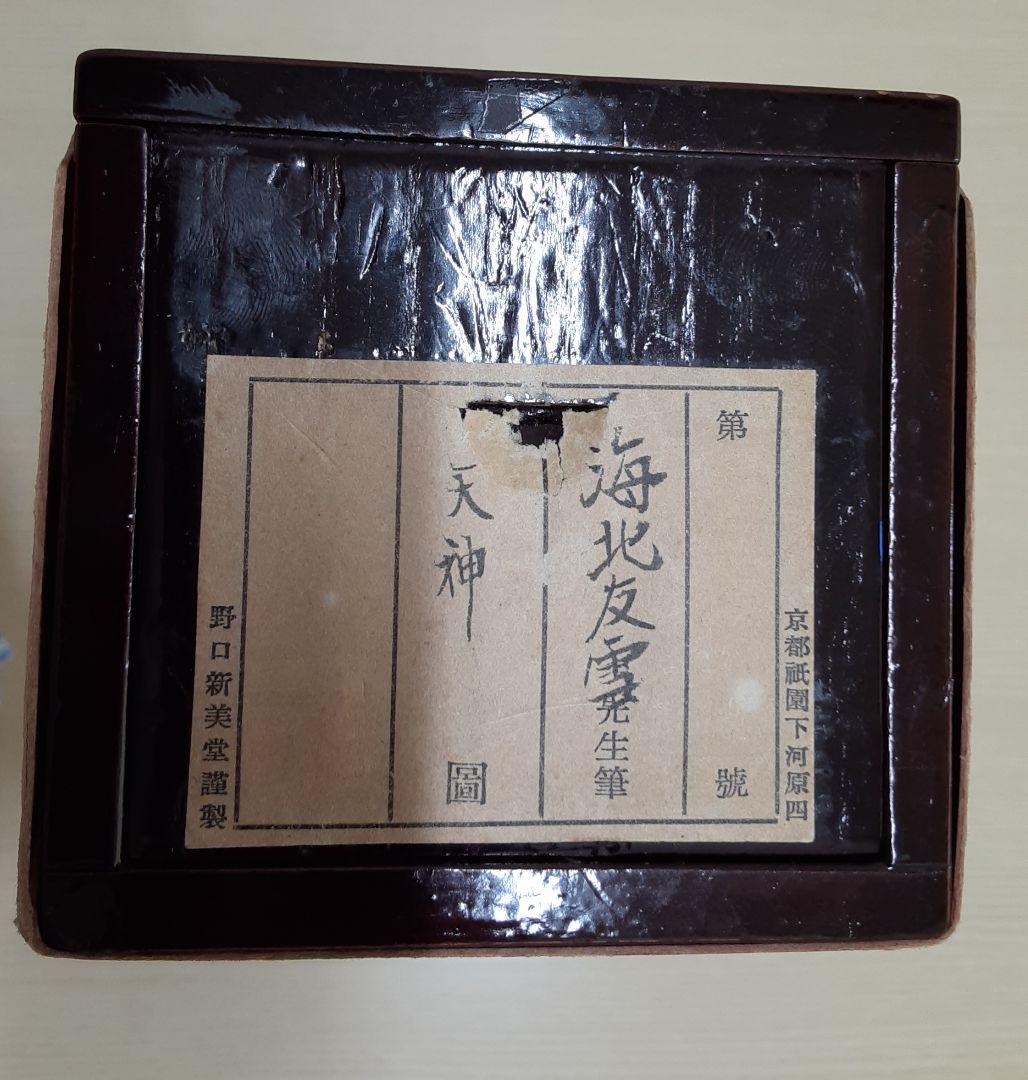 京都祇園下河原四
第　號
海北友雪先生筆
天神圖
野口新美堂謹製